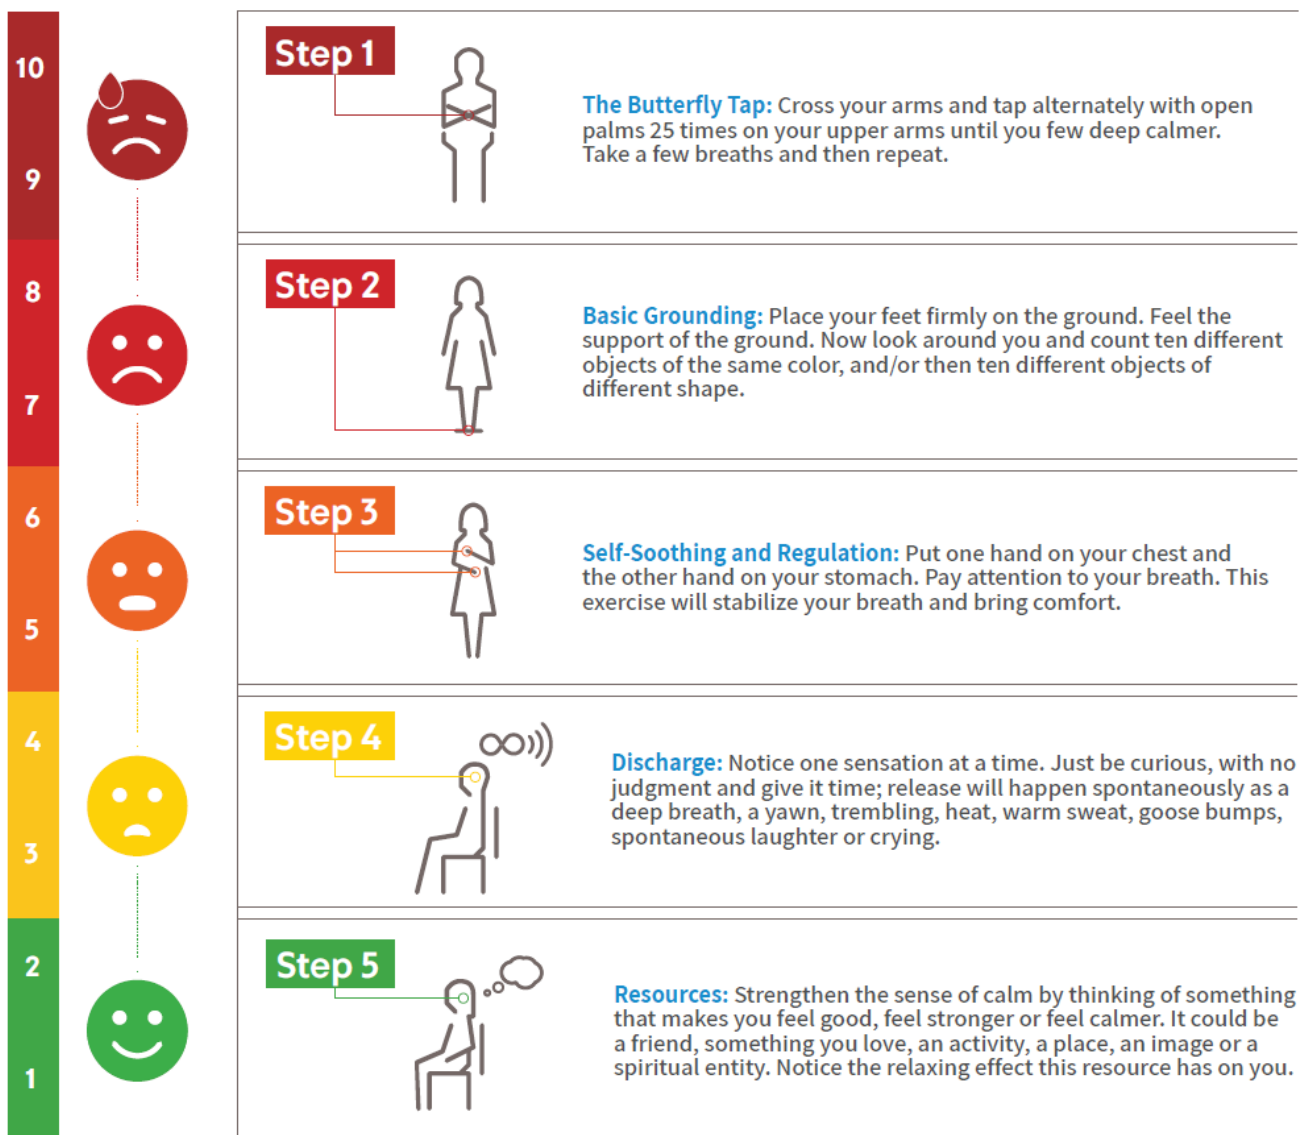 10
9
Step 1
The Butterfly Tap: Cross your arms and tap alternately with open
palms 25 times on your upper arms until you few deep calmer.
Take a few breaths and then repeat.
8
7
Step 2
Basic Grounding: Place your feet firmly on the ground. Feel the
support of the ground. Now look around you and count ten different
objects of the same color, and/or then ten different objects of
different shape.
6
5
Step 3
Self-Soothing and Regulation: Put one hand on your chest and
the other hand on your stomach. Pay attention to your breath. This
exercise will stabilize your breath and bring comfort.
4
3
Step 4
Discharge: Notice one sensation at a time. Just be curious, with no
judgment and give it time; release will happen spontaneously as a
deep breath, a yawn, trembling, heat, warm sweat, goose bumps,
spontaneous laughter or crying.
2
1
Step 5
Resources: Strengthen the sense of calm by thinking of something
that makes you feel good, feel stronger or feel calmer. It could be
a friend, something you love, an activity, a place, an image or a
spiritual entity. Notice the relaxing effect this resource has on you.